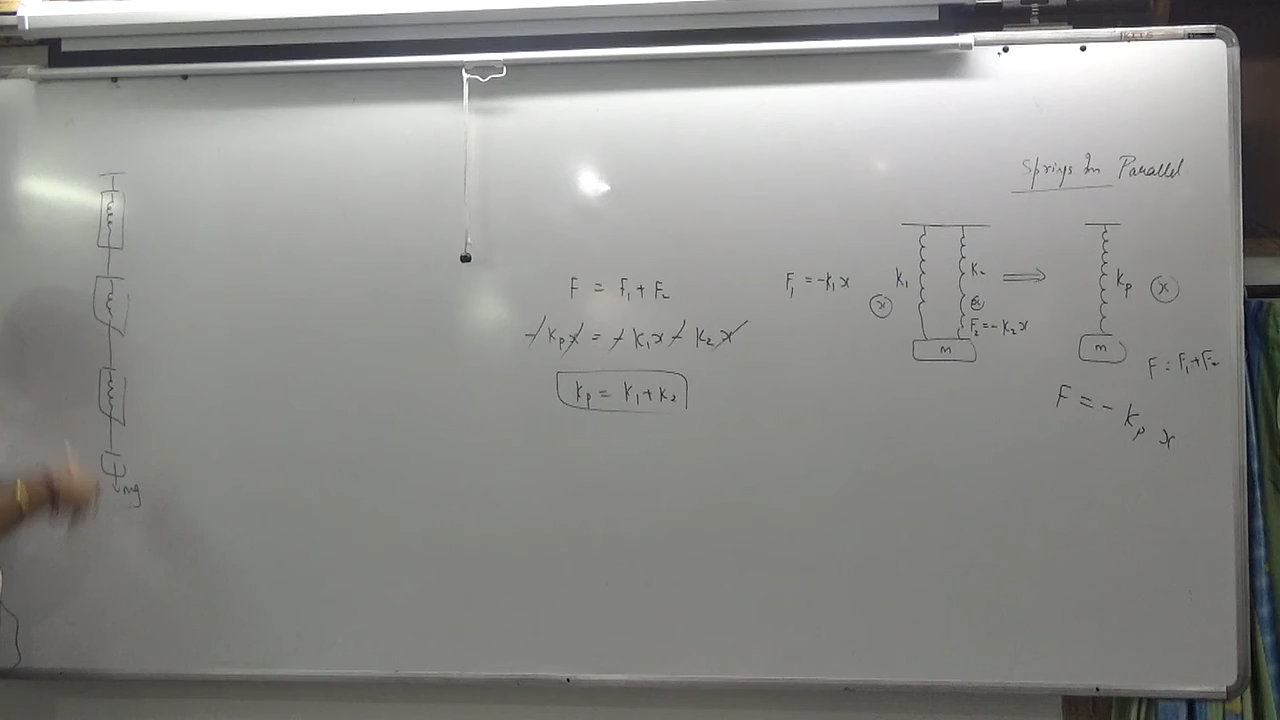 Springs In Parallel
F = F₁ + F₂
-kₚx = -k₁x - k₂x
kₚ = k₁ + k₂
F₁ = -k₁x
x
k₁
k₂
x
F₂ = -k₂x
m
kₚ
x
m
F = F₁ + F₂
F = -kₚx
mg